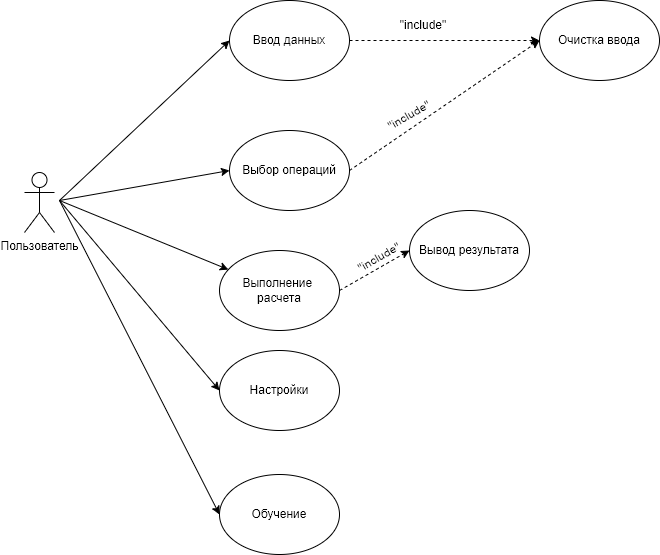 Ввод данных
"include"
Очистка ввода
"include"
Выбор операций
Пользователь
"include"
Вывод результата
Выполнение
расчета
Настройки
Обучение